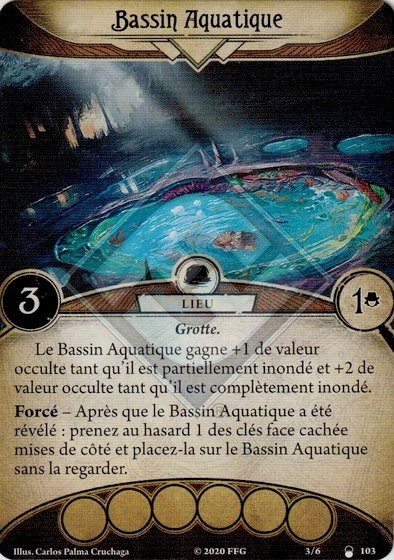 Bassin Aquatique
3
LIEU
1
Grotte.
Le Bassin Aquatique gagne +1 de valeur
occulte tant qu'il est partiellement inondé et +2 de
valeur occulte tant qu'il est complètement inondé.
Forcé – Après que le Bassin Aquatique a été
révélé : prenez au hasard 1 des clés face cachée
mises de côté et placez-la sur le Bassin Aquatique
sans la regarder.
Illus. Carlos Palma Cruchaga © 2020 FFG 3/6 103